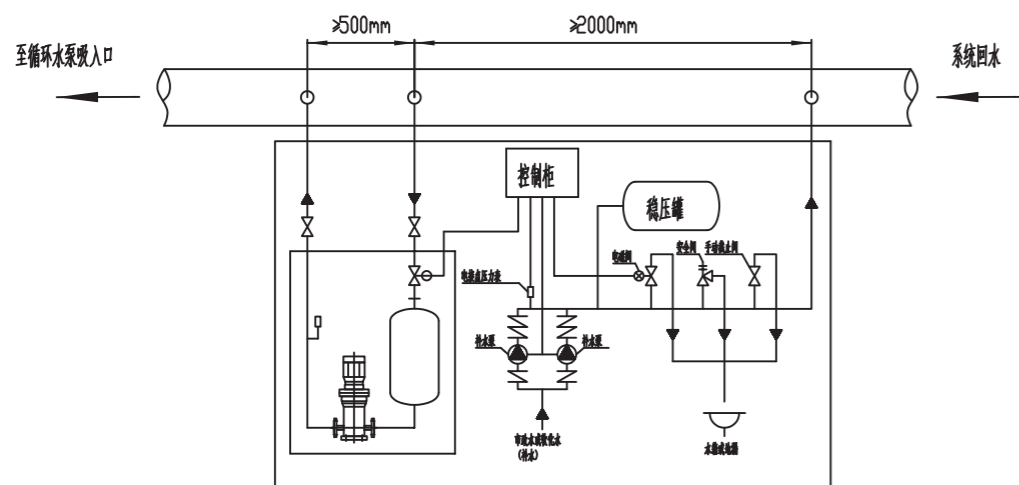 ≥500mm
≥2000mm
至循环水泵吸入口
系统回水
控制柜
稳压罐
电磁阀
安全阀
手动截止阀
电接点压力表
补水泵
补水泵
市政水或软化水
(补水)
水箱或地漏